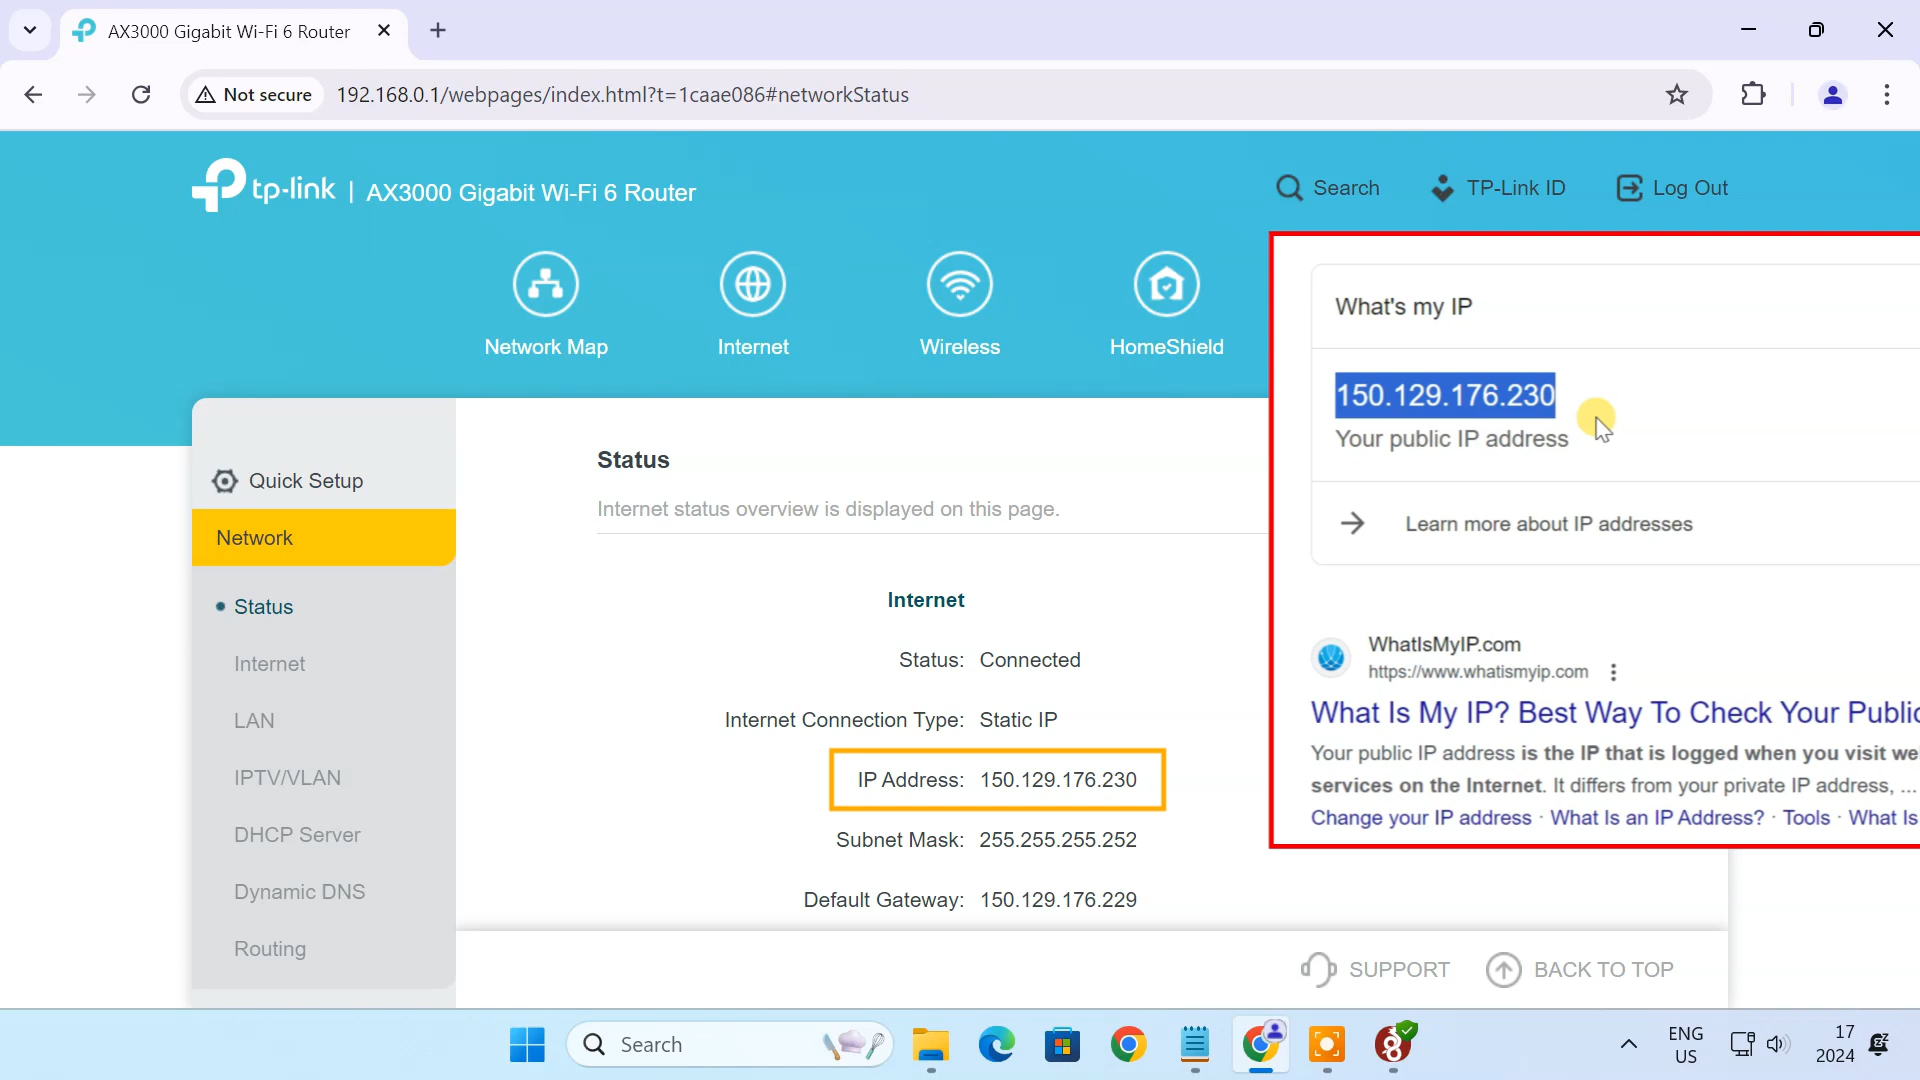 AX3000 Gigabit Wi-Fi 6 Router
Not secure
192.168.0.1/webpages/index.html?t=1caae086#networkStatus
tp-link | AX3000 Gigabit Wi-Fi 6 Router
Search
TP-Link ID
Log Out
Network Map
Internet
Wireless
HomeShield
Quick Setup
Network
Status
Internet
LAN
IPTV/VLAN
DHCP Server
Dynamic DNS
Routing
Status
Internet status overview is displayed on this page.
Internet
Status: Connected
Internet Connection Type: Static IP
IP Address: 150.129.176.230
Subnet Mask: 255.255.255.252
Default Gateway: 150.129.176.229
What's my IP
150.129.176.230
Your public IP address
Learn more about IP addresses
WhatIsMyIP.com
https://www.whatismyip.com
What Is My IP? Best Way To Check Your Public
Your public IP address is the IP that is logged when you visit we
services on the Internet. It differs from your private IP address, ...
Change your IP address · What Is an IP Address? · Tools · What Is
SUPPORT
BACK TO TOP
Search
ENG
US
17
2024